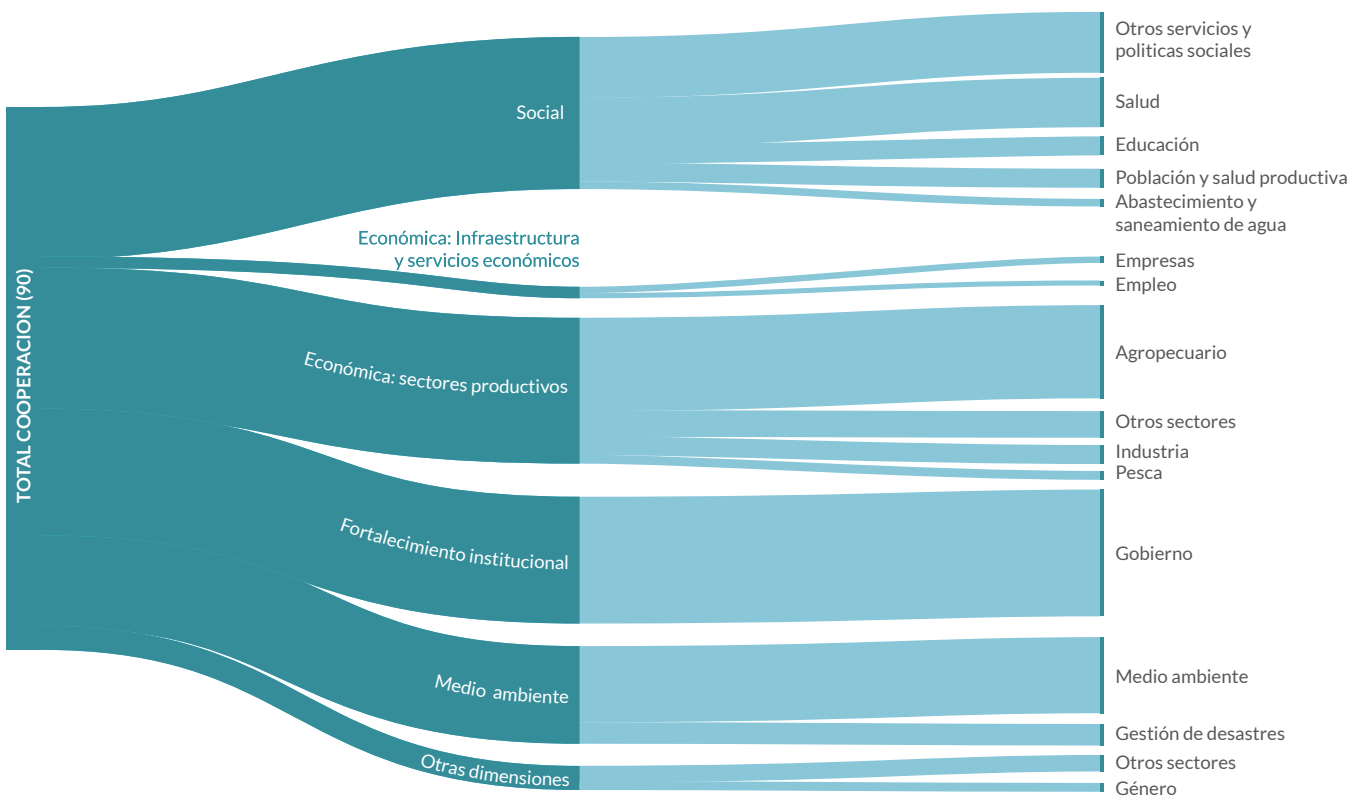 TOTAL COOPERACION (90)
Social
Económica: Infraestructura
y servicios económicos
Económica: sectores productivos
Fortalecimiento institucional
Medio ambiente
Otras dimensiones
Otros servicios y
politicas sociales
Salud
Educación
Población y salud productiva
Abastecimiento y
saneamiento de agua
Empresas
Empleo
Agropecuario
Otros sectores
Industria
Pesca
Gobierno
Medio ambiente
Gestión de desastres
Otros sectores
Género